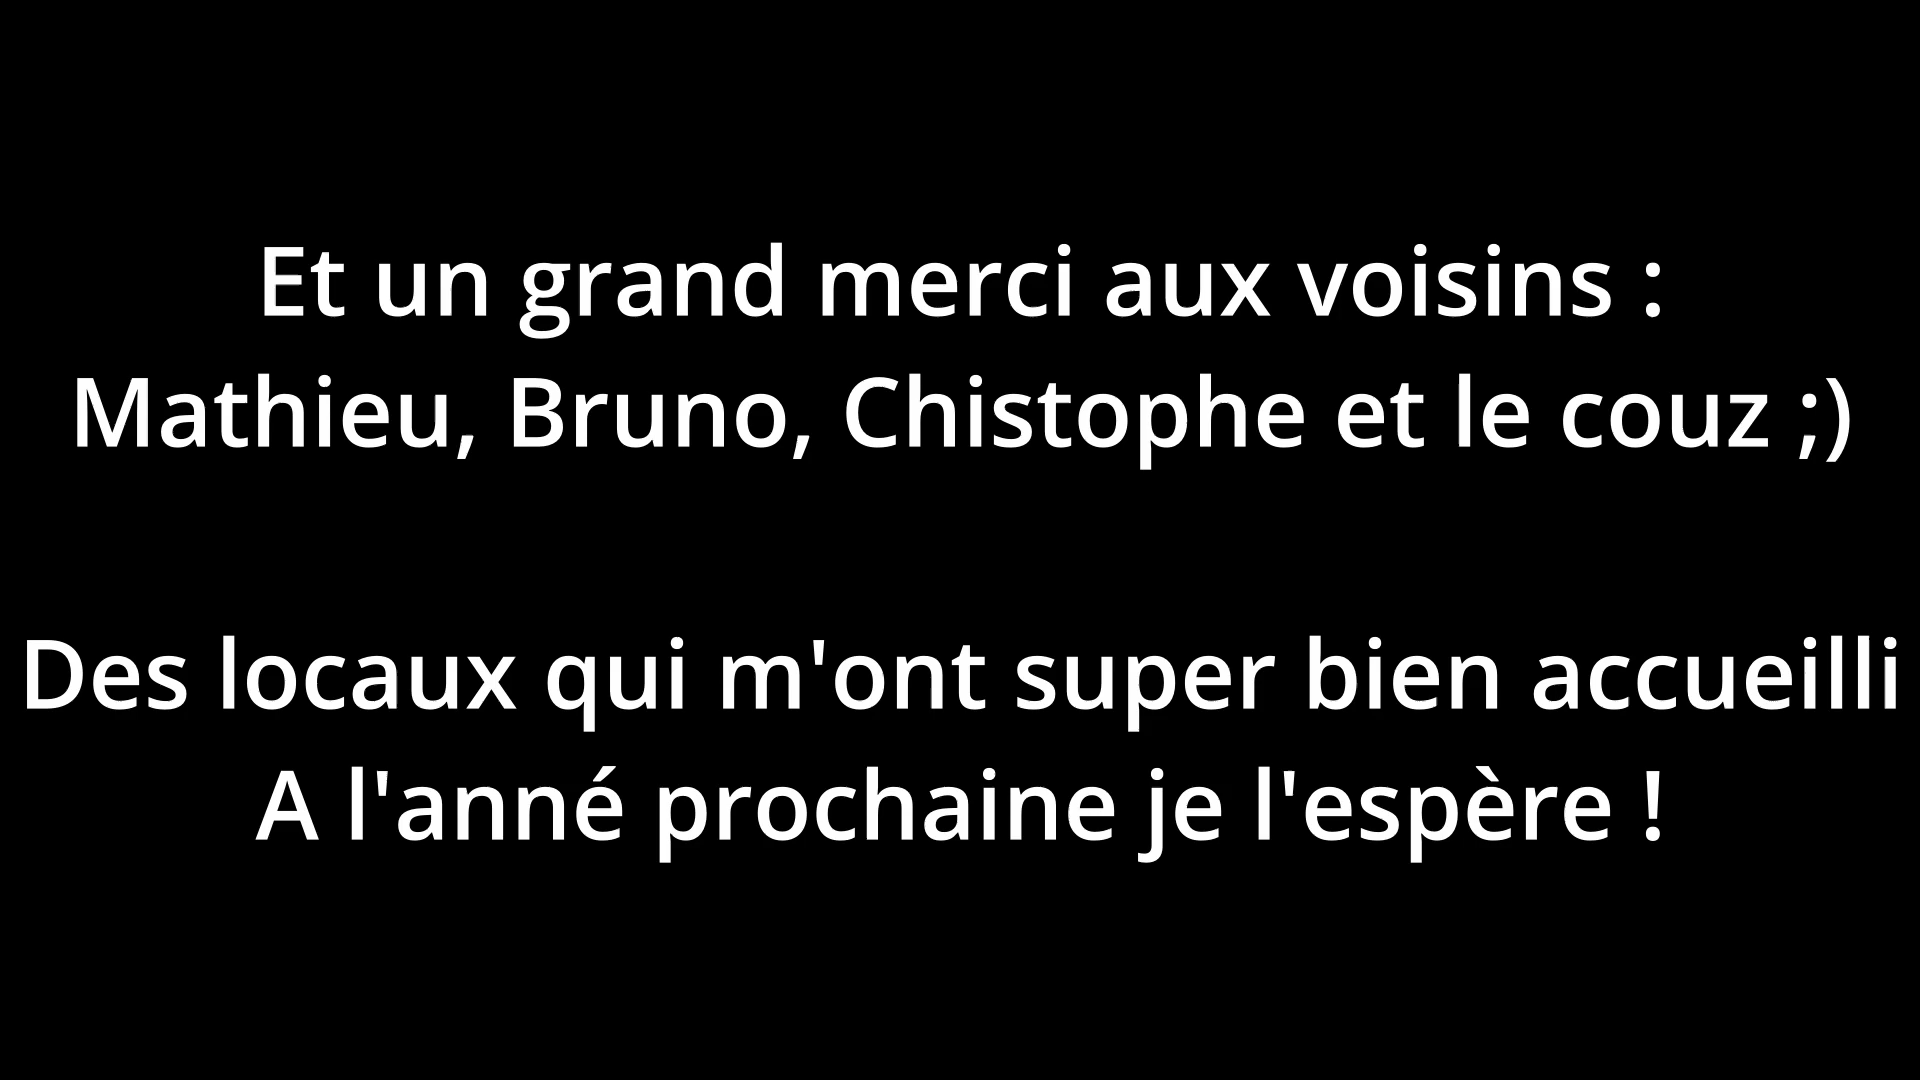 Et un grand merci aux voisins :
Mathieu, Bruno, Chistophe et le couz ;)
Des locaux qui m'ont super bien accueilli
A l'anné prochaine je l'espère !